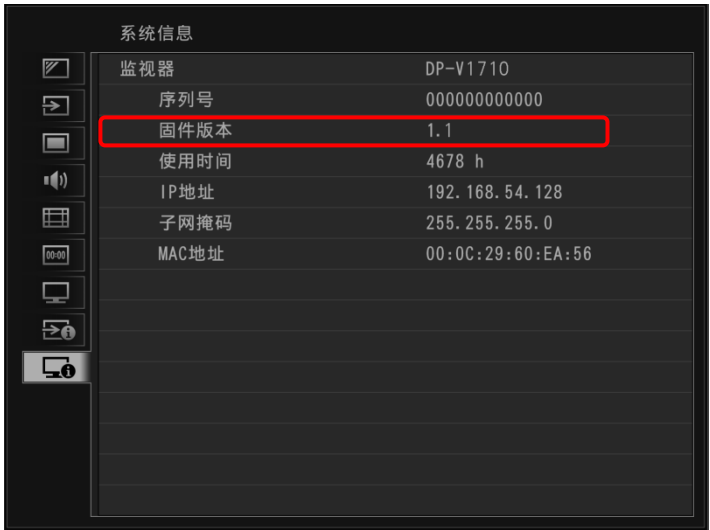 系统信息
监视器 DP-V1710
序列号 000000000000
固件版本 1.1
使用时间 4678 h
IP地址 192.168.54.128
子网掩码 255.255.255.0
00:00 MAC地址 00:0C:29:60:EA:56